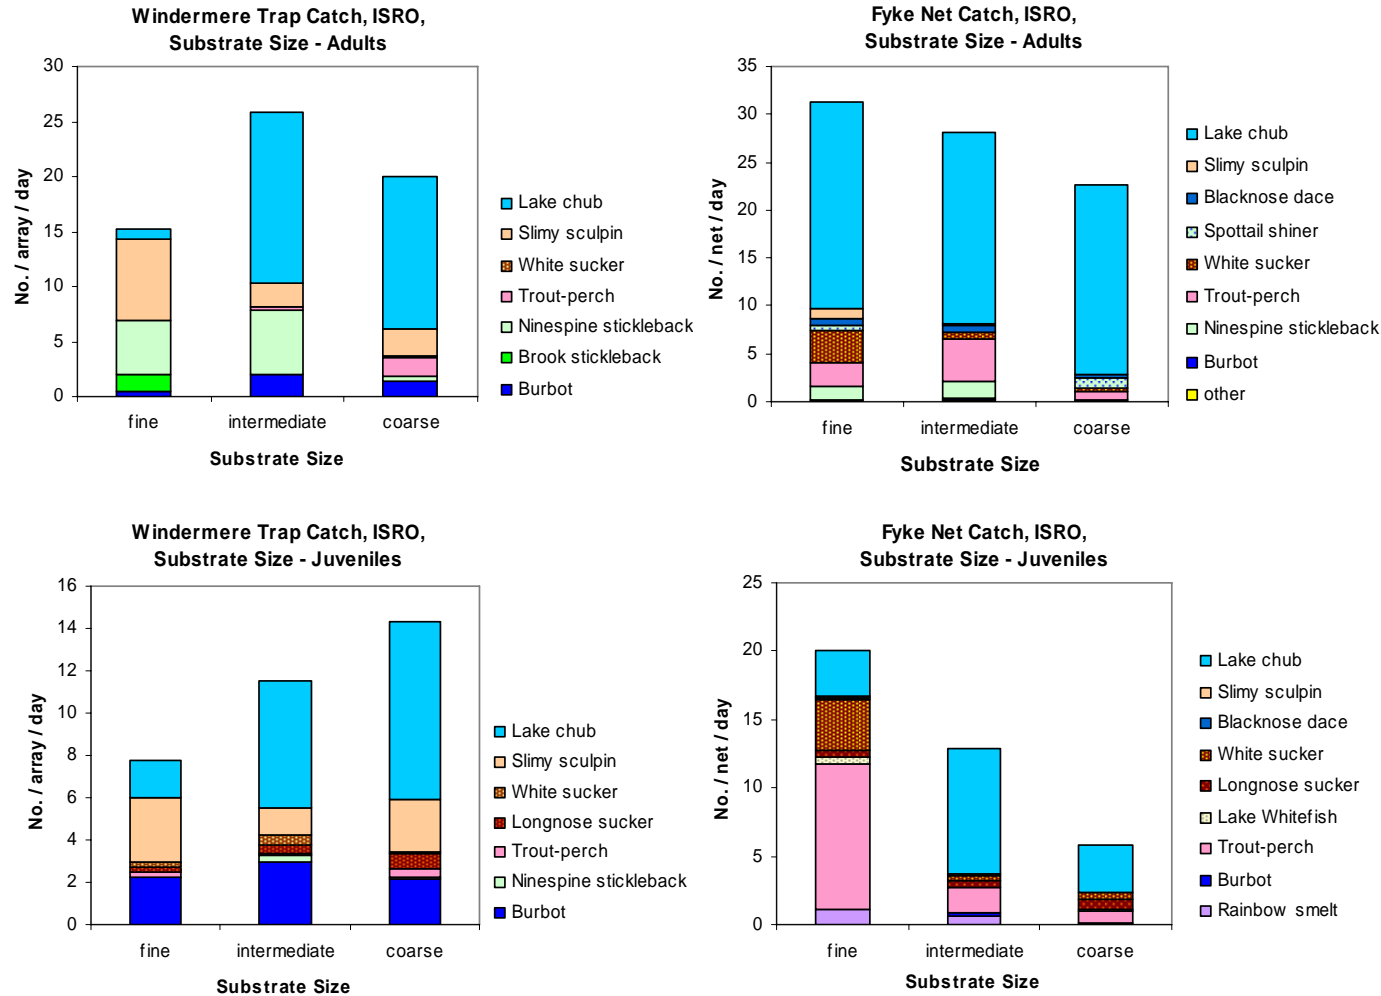 Windermere Trap Catch, ISRO,
Substrate Size - Adults
30
25
20
15
10
5
0
No. / array / day
fine
intermediate
coarse
Substrate Size
Lake chub
Slimy sculpin
White sucker
Trout-perch
Ninespine stickleback
Brook stickleback
Burbot
Fyke Net Catch, ISRO,
Substrate Size - Adults
35
30
25
20
15
10
5
0
No. / net / day
fine
intermediate
coarse
Substrate Size
Lake chub
Slimy sculpin
Blacknose dace
Spottail shiner
White sucker
Trout-perch
Ninespine stickleback
Burbot
other
Windermere Trap Catch, ISRO,
Substrate Size - Juveniles
16
14
12
10
8
6
4
2
0
No. / array / day
fine
intermediate
coarse
Substrate Size
Lake chub
Slimy sculpin
White sucker
Longnose sucker
Trout-perch
Ninespine stickleback
Burbot
Fyke Net Catch, ISRO,
Substrate Size - Juveniles
25
20
15
10
5
0
No. / net / day
fine
intermediate
coarse
Substrate Size
Lake chub
Slimy sculpin
Blacknose dace
White sucker
Longnose sucker
Lake Whitefish
Trout-perch
Burbot
Rainbow smelt